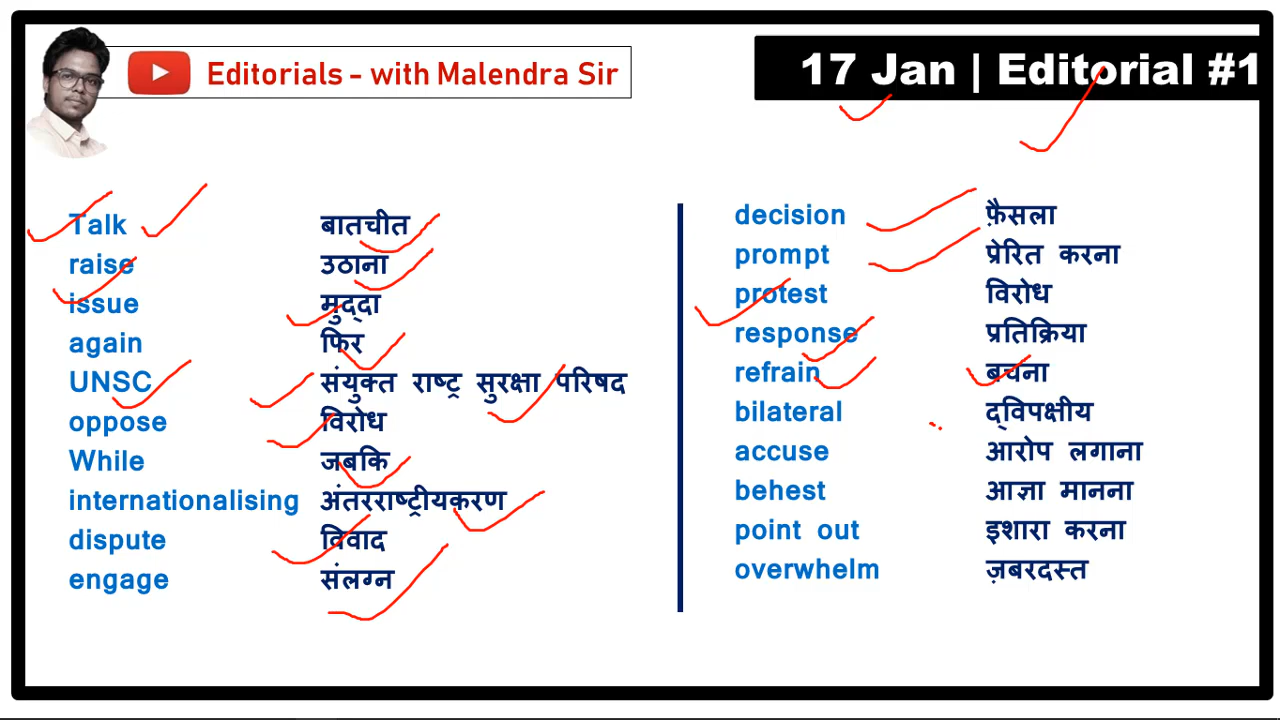 Editorials - with Malendra Sir
17 Jan | Editorial #1
Talk बातचीत
raise उठाना
issue मुद्दा
again फिर
UNSC संयुक्त राष्ट्र सुरक्षा परिषद
oppose विरोध
While जबकि
internationalising अंतरराष्ट्रीयकरण
dispute विवाद
engage संलग्न
decision फ़ैसला
prompt प्रेरित करना
protest विरोध
response प्रतिक्रिया
refrain बचना
bilateral द्विपक्षीय
accuse आरोप लगाना
behest आज्ञा मानना
point out इशारा करना
overwhelm ज़बरदस्त